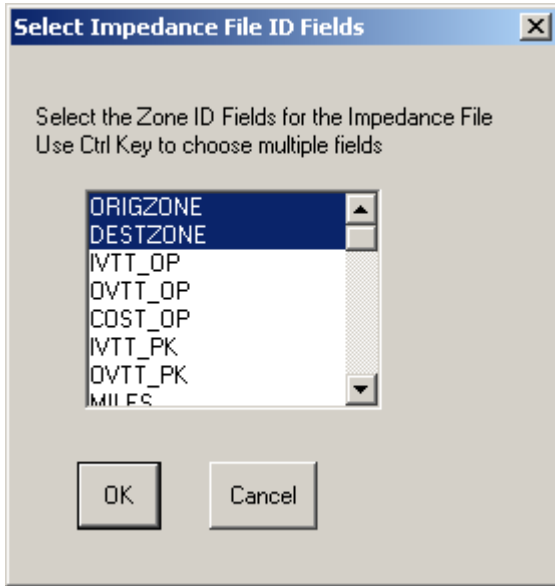 Select Impedance File ID Fields
Select the Zone ID Fields for the Impedance File
Use Ctrl Key to choose multiple fields
ORIGZONE
DESTZONE
IVTT_OP
OVTT_OP
COST_OP
IVTT_PK
OVTT_PK
MILES
OK Cancel